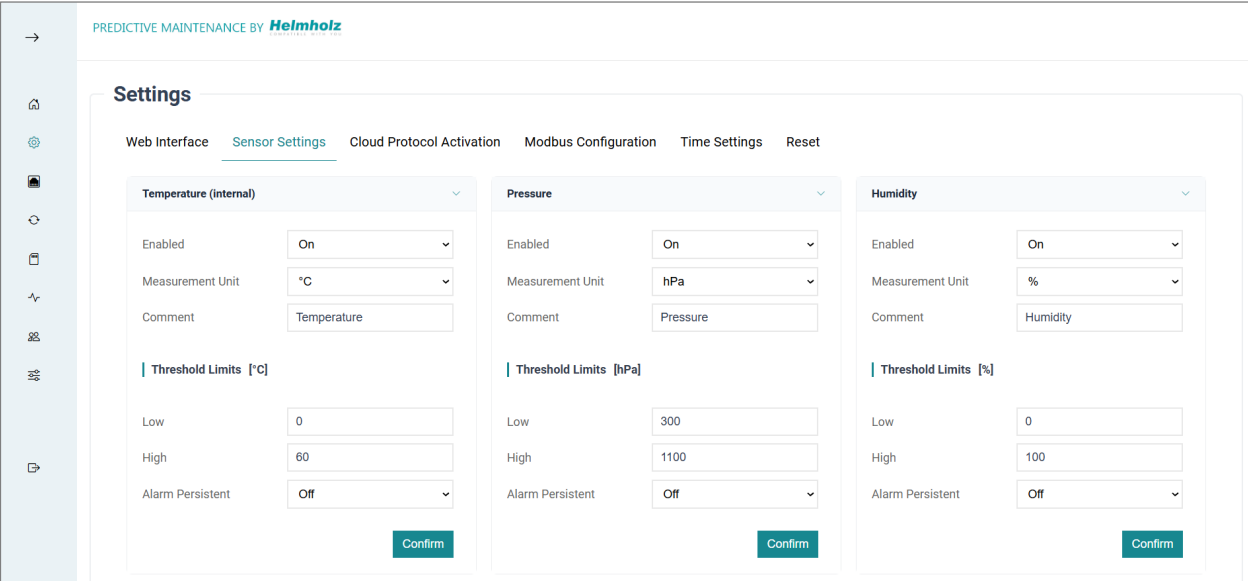 PREDICTIVE MAINTENANCE BY Helmholz
COMPATIBLE WITH YOU
Settings
Web Interface Sensor Settings Cloud Protocol Activation Modbus Configuration Time Settings Reset
Temperature (internal)
Enabled On
Measurement Unit °C
Comment Temperature
Threshold Limits [°C]
Low 0
High 60
Alarm Persistent Off
Confirm
Pressure
Enabled On
Measurement Unit hPa
Comment Pressure
Threshold Limits [hPa]
Low 300
High 1100
Alarm Persistent Off
Confirm
Humidity
Enabled On
Measurement Unit %
Comment Humidity
Threshold Limits [%]
Low 0
High 100
Alarm Persistent Off
Confirm